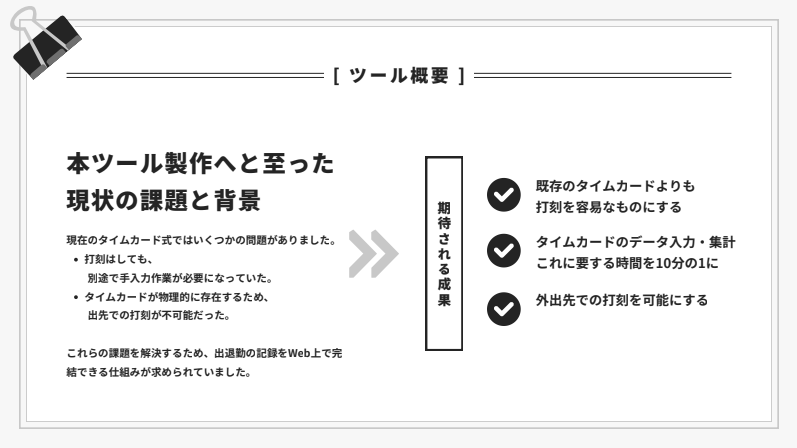 [ ツール概要 ]
本ツール製作へと至った
現状の課題と背景
現在のタイムカード式ではいくつかの問題がありました。
• 打刻はしても、
別途で手入力作業が必要になっていた。
• タイムカードが物理的に存在するため、
出先での打刻が不可能だった。
これらの課題を解決するため、出退勤の記録をWeb上で完
結できる仕組みが求められていました。
期待される成果
既存のタイムカードよりも
打刻を容易なものにする
タイムカードのデータ入力・集計
これに要する時間を10分の1に
外出先での打刻を可能にする